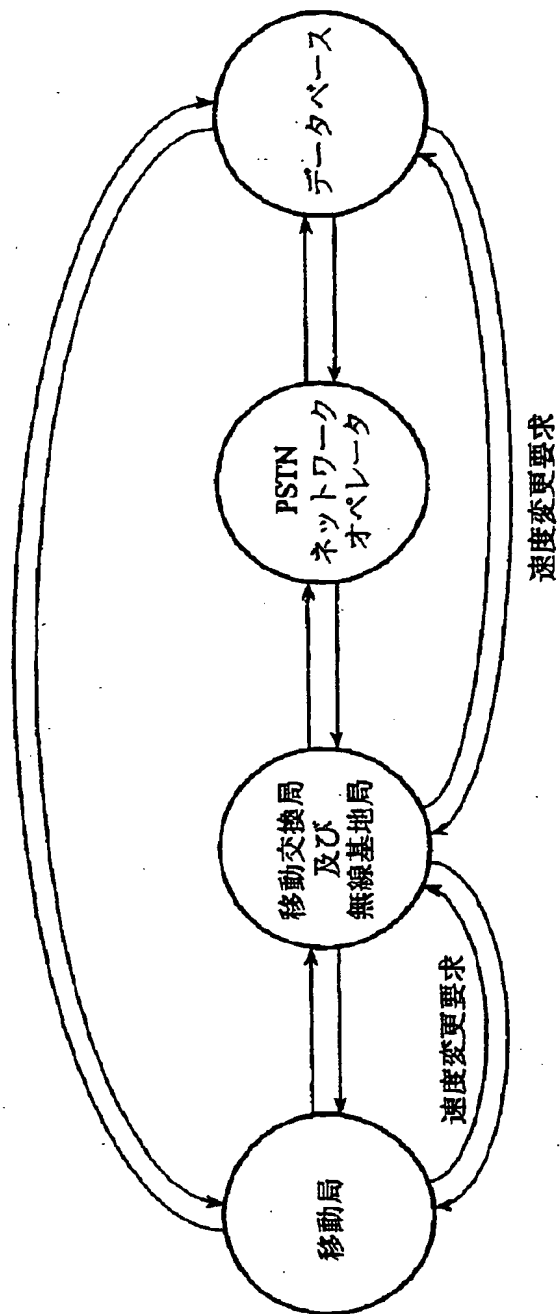 移動局
移動交換局
及び
無線基地局
PSTN
ネットワーク
オペレータ
データベース
速度変更要求
速度変更要求